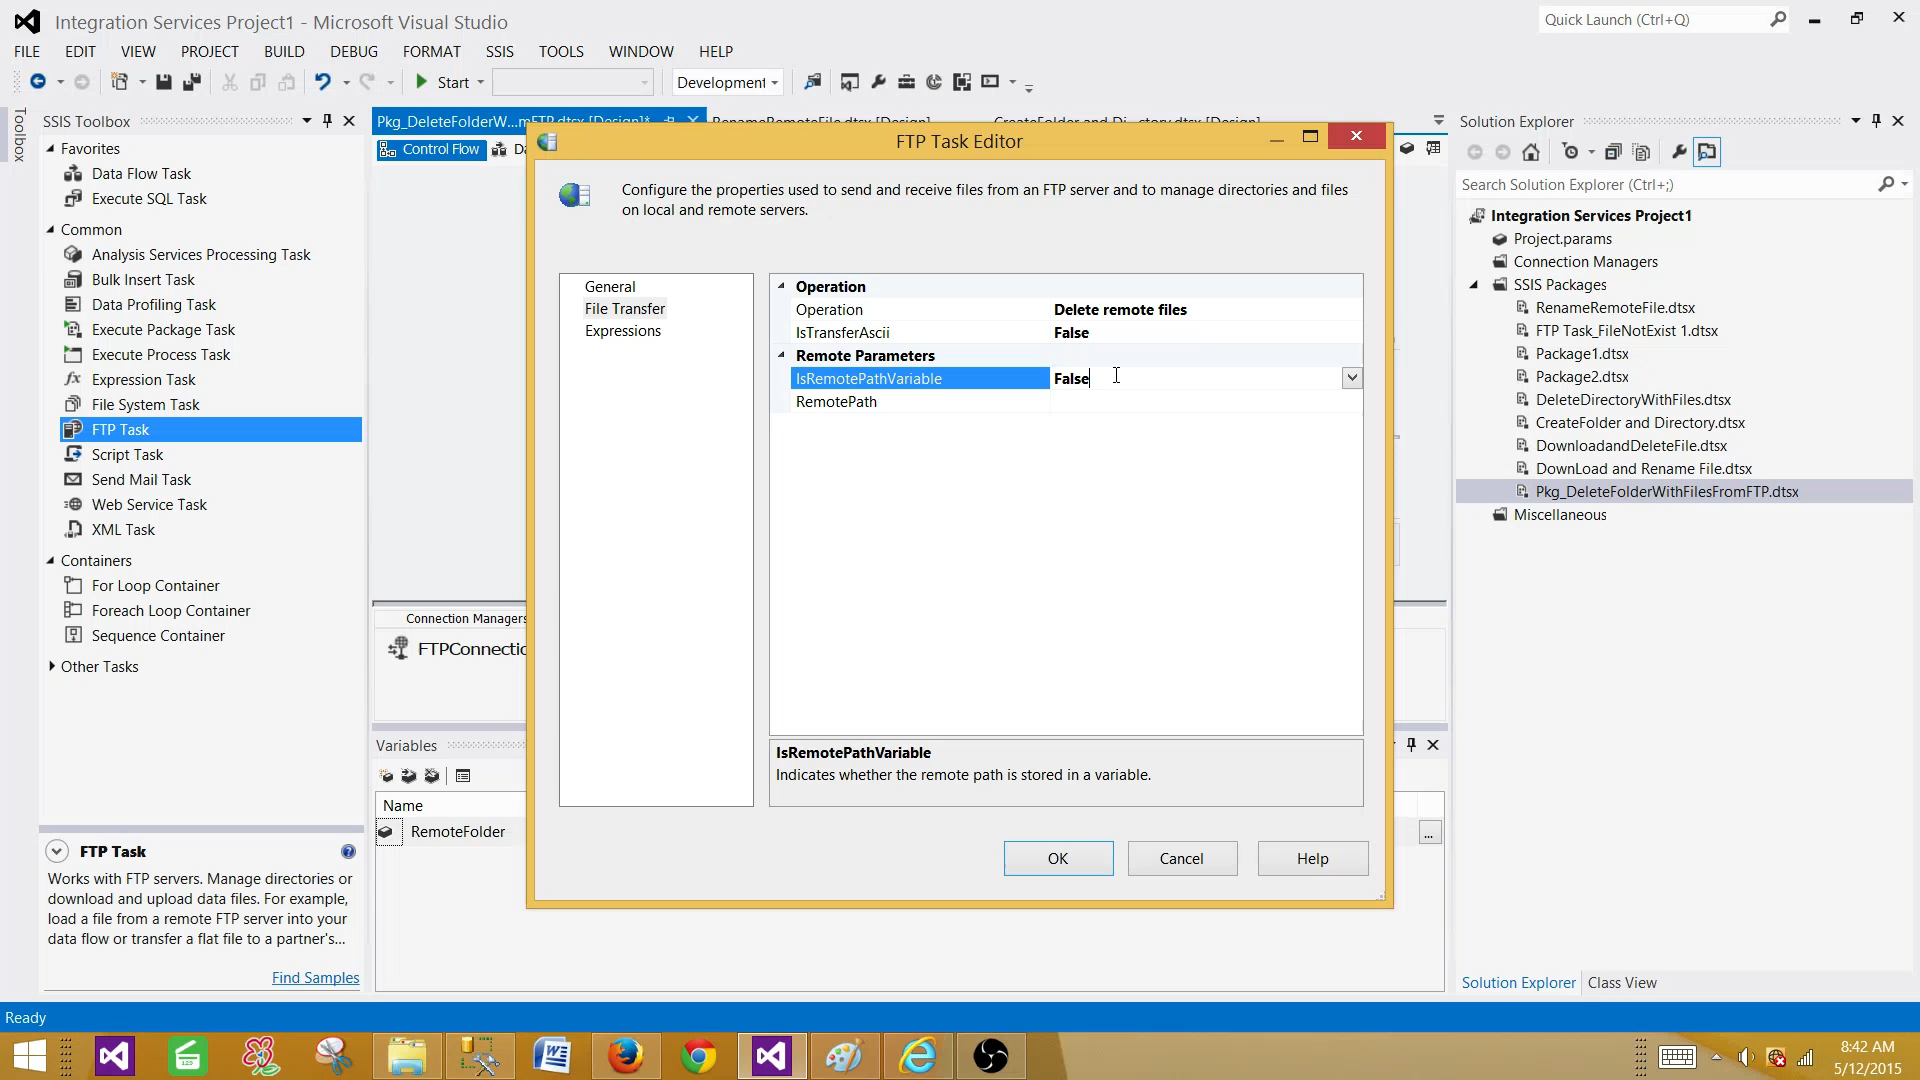 Integration Services Project1 - Microsoft Visual Studio
Quick Launch (Ctrl+Q)
FILE EDIT VIEW PROJECT BUILD DEBUG FORMAT SSIS TOOLS WINDOW HELP
Start
Development
Toolbox
SSIS Toolbox
Favorites
Data Flow Task
Execute SQL Task
Common
Analysis Services Processing Task
Bulk Insert Task
Data Profiling Task
Execute Package Task
Execute Process Task
Expression Task
File System Task
FTP Task
Script Task
Send Mail Task
Web Service Task
XML Task
Containers
For Loop Container
Foreach Loop Container
Sequence Container
Other Tasks
FTP Task
Works with FTP servers. Manage directories or
download and upload data files. For example,
load a file from a remote FTP server into your
data flow or transfer a flat file to a partner's...
Find Samples
Pkg_DeleteFolderW...mFTP.dtsx [Design]*
RenameRemoteFile.dtsx [Design]
Control Flow
Connection Managers
Variables
Name
RemoteFolder
...
FTP Task Editor
Configure the properties used to send and receive files from an FTP server and to manage directories and files
on local and remote servers.
General
File Transfer
Expressions
Operation
Operation Delete remote files
IsTransferAscii False
Remote Parameters
IsRemotePathVariable False
RemotePath
IsRemotePathVariable
Indicates whether the remote path is stored in a variable.
OK Cancel Help
Solution Explorer
Search Solution Explorer (Ctrl+;)
Integration Services Project1
Project.params
Connection Managers
SSIS Packages
RenameRemoteFile.dtsx
FTP Task_FileNotExist 1.dtsx
Package1.dtsx
Package2.dtsx
DeleteDirectoryWithFiles.dtsx
CreateFolder and Directory.dtsx
DownloadandDeleteFile.dtsx
DownLoad and Rename File.dtsx
Pkg_DeleteFolderWithFilesFromFTP.dtsx
Miscellaneous
Solution Explorer Class View
Ready
8:42 AM
5/12/2015